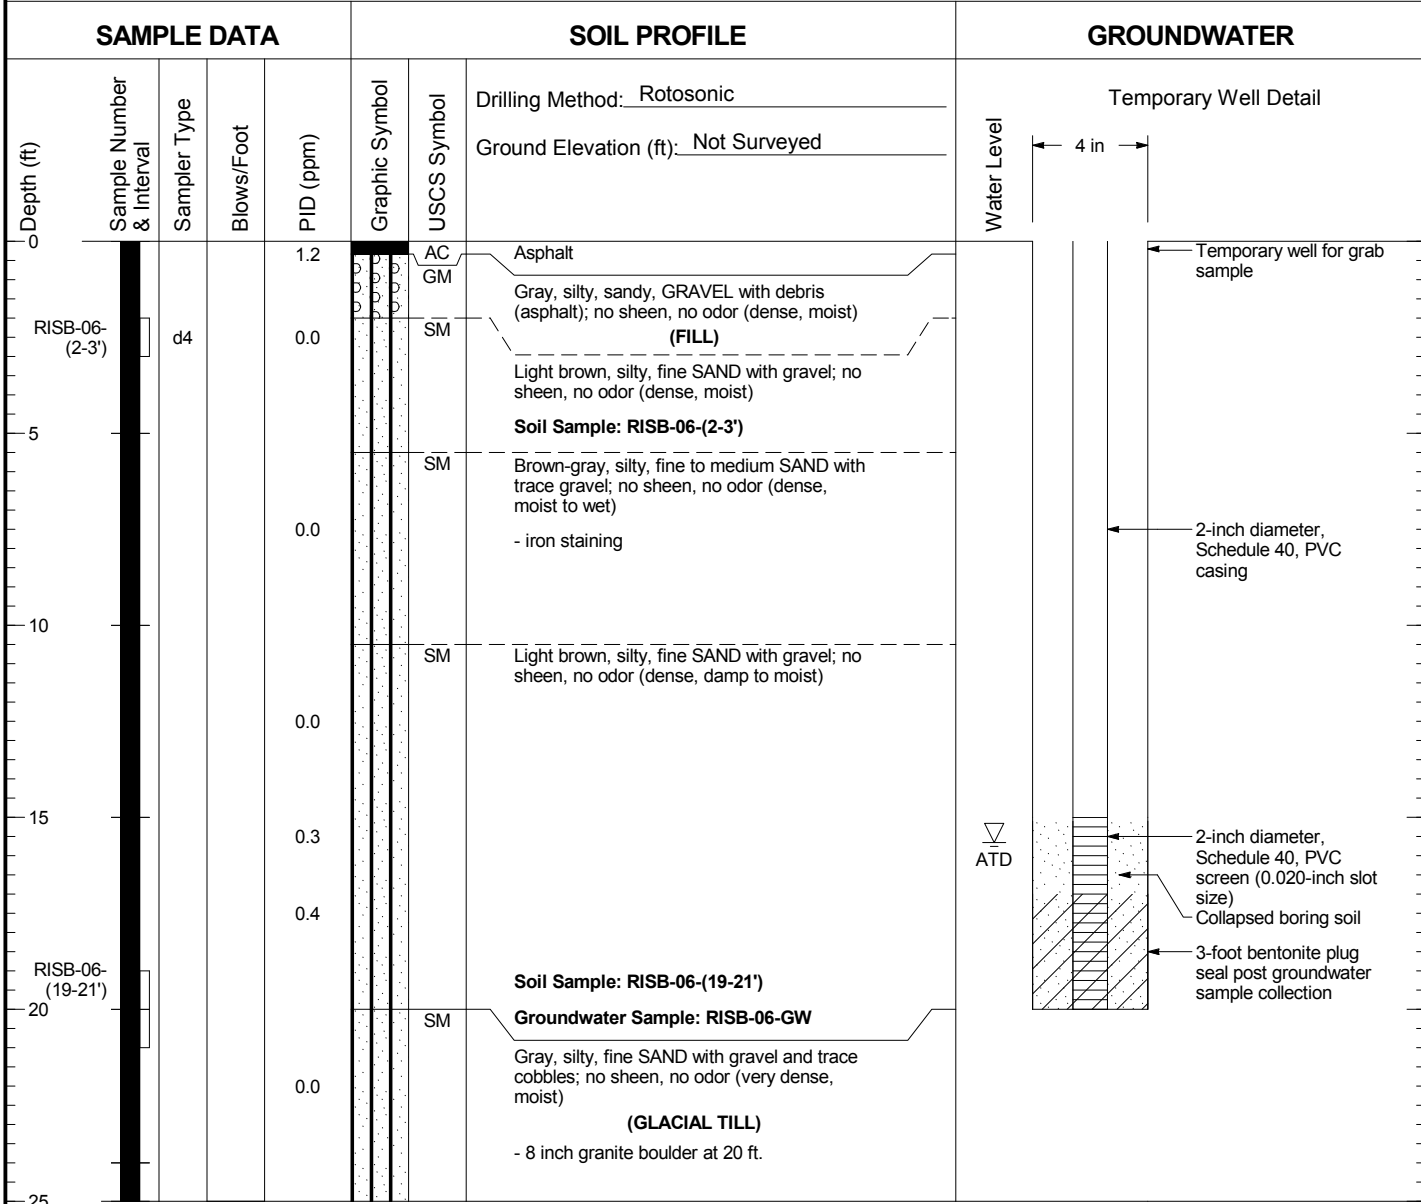 SAMPLE DATA
SOIL PROFILE
GROUNDWATER
Depth (ft)
Sample Number
& Interval
Sampler Type
Blows/Foot
PID (ppm)
Graphic Symbol
USCS Symbol
Drilling Method: Rotosonic
Ground Elevation (ft): Not Surveyed
Water Level
Temporary Well Detail
4 in
0
1.2
AC
Asphalt
Temporary well for grab
sample
GM
Gray, silty, sandy, GRAVEL with debris
(asphalt); no sheen, no odor (dense, moist)
(FILL)
RISB-06-
(2-3')
d4
0.0
SM
Light brown, silty, fine SAND with gravel; no
sheen, no odor (dense, moist)
Soil Sample: RISB-06-(2-3')
5
SM
Brown-gray, silty, fine to medium SAND with
trace gravel; no sheen, no odor (dense,
moist to wet)
- iron staining
0.0
2-inch diameter,
Schedule 40, PVC
casing
10
SM
Light brown, silty, fine SAND with gravel; no
sheen, no odor (dense, damp to moist)
0.0
15
0.3
ATD
2-inch diameter,
Schedule 40, PVC
screen (0.020-inch slot
size)
Collapsed boring soil
0.4
3-foot bentonite plug
seal post groundwater
sample collection
RISB-06-
(19-21')
Soil Sample: RISB-06-(19-21')
20
SM
Groundwater Sample: RISB-06-GW
Gray, silty, fine SAND with gravel and trace
cobbles; no sheen, no odor (very dense,
moist)
0.0
(GLACIAL TILL)
- 8 inch granite boulder at 20 ft.
25